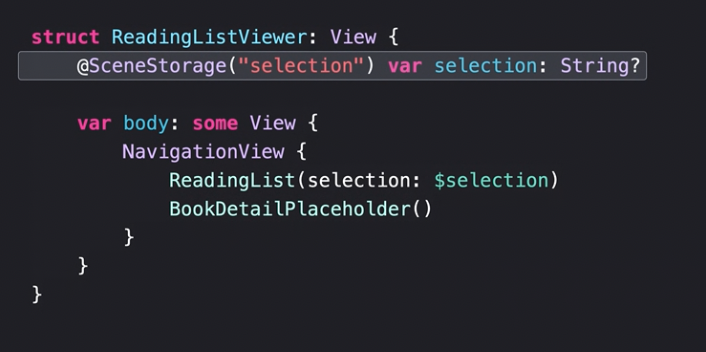 struct ReadingListViewer: View {
@SceneStorage("selection") var selection: String?
var body: some View {
NavigationView {
ReadingList(selection: $selection)
BookDetailPlaceholder()
}
}
}